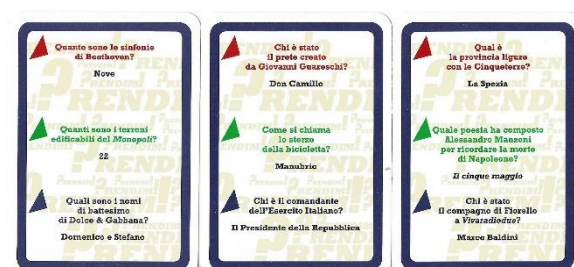 Quante sono le sinfonie
di Beethoven?
Nove
Quanti sono i terreni
edificabili del Monopoli?
22
Quali sono i nomi
di battesimo
di Dolce & Gabbana?
Domenico e Stefano
Chi è stato
il prete creato
da Giovanni Guareschi?
Don Camillo
Come si chiama
lo sterzo
della bicicletta?
Manubrio
Chi è il comandante
dell'Esercito Italiano?
Il Presidente della Repubblica
Qual è
la provincia ligure
con le Cinqueterre?
La Spezia
Quale poesia ha composto
Alessandro Manzoni
per ricordare la morte
di Napoleone?
Il cinque maggio
Chi è stato
il compagno di Fiorello
a Vivaradiodue?
Marco Baldini